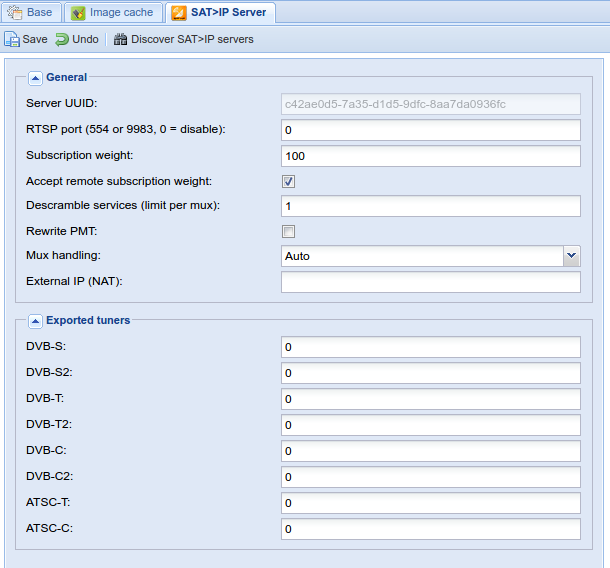 Base Image cache SAT>IP Server
Save Undo Discover SAT>IP servers
General
Server UUID: c42ae0d5-7a35-d1d5-9dfc-8aa7da0936fc
RTSP port (554 or 9983, 0 = disable): 0
Subscription weight: 100
Accept remote subscription weight:
Descramble services (limit per mux): 1
Rewrite PMT:
Mux handling: Auto
External IP (NAT):
Exported tuners
DVB-S: 0
DVB-S2: 0
DVB-T: 0
DVB-T2: 0
DVB-C: 0
DVB-C2: 0
ATSC-T: 0
ATSC-C: 0